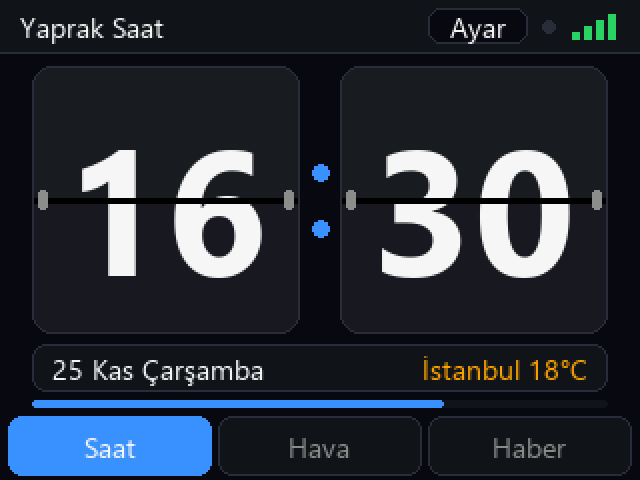 Yaprak Saat
Ayar
16:30
25 Kas Çarşamba
İstanbul 18°C
Saat
Hava
Haber